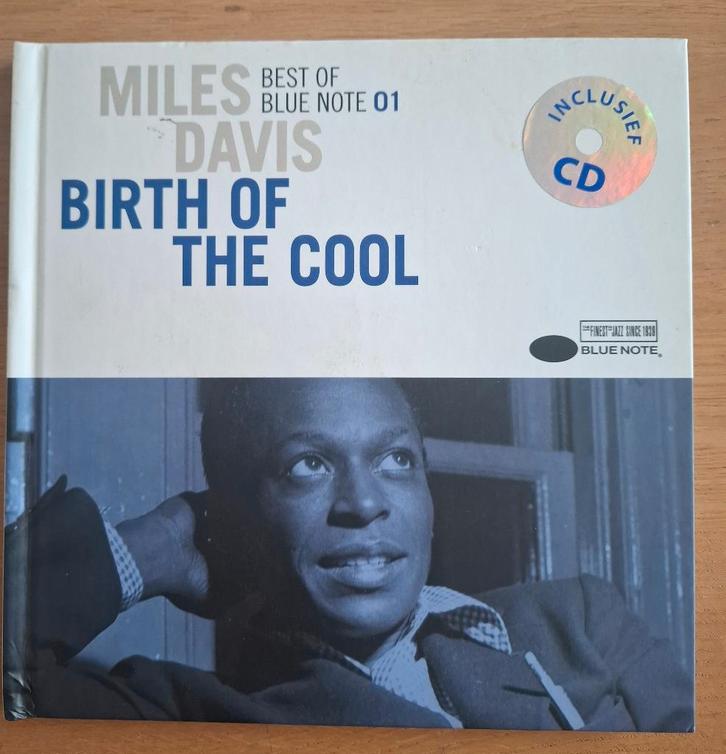 MILES
DAVIS
BEST OF
BLUE NOTE 01
BIRTH OF
THE COOL
INCLUSIEF
CD
THE FINEST IN JAZZ SINCE 1939
BLUE NOTE®